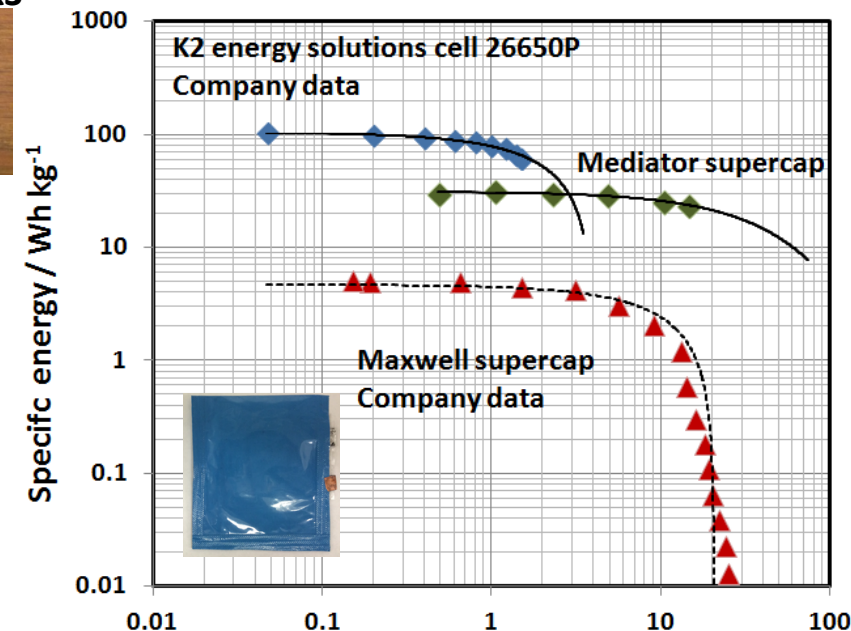 1000
K2 energy solutions cell 26650P
Company data
100
Mediator supercap
10
Specifc energy / Wh kg-1
1
Maxwell supercap
Company data
0.1
0.01
0.01 0.1 1 10 100